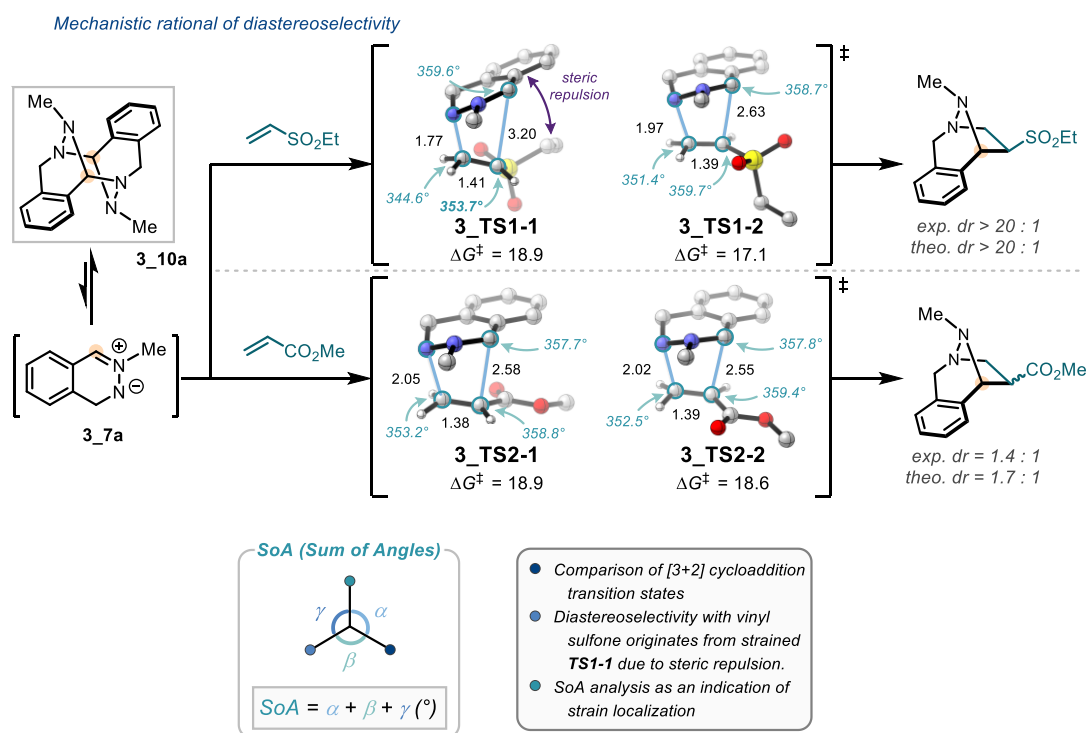 Mechanistic rational of diastereoselectivity
Me
N
N
N
N
Me
3_10a
SO2Et
359.6°
steric
repulsion
1.77
3.20
1.41
344.6°
353.7°
3_TS1-1
ΔG‡ = 18.9
358.7°
2.63
1.97
1.39
351.4°
359.7°
3_TS1-2
ΔG‡ = 17.1
‡
Me
N
N
SO2Et
exp. dr > 20 : 1
theo. dr > 20 : 1
⊕
N
Me
N
⊖
3_7a
CO2Me
357.7°
2.05
2.58
353.2°
1.38
358.8°
3_TS2-1
ΔG‡ = 18.9
357.8°
2.02
2.55
352.5°
1.39
359.4°
3_TS2-2
ΔG‡ = 18.6
‡
Me
N
N
CO2Me
exp. dr = 1.4 : 1
theo. dr = 1.7 : 1
SoA (Sum of Angles)
γ α
β
SoA = α + β + γ (°)
Comparison of [3+2] cycloaddition
transition states
Diastereoselectivity with vinyl
sulfone originates from strained
TS1-1 due to steric repulsion.
SoA analysis as an indication of
strain localization